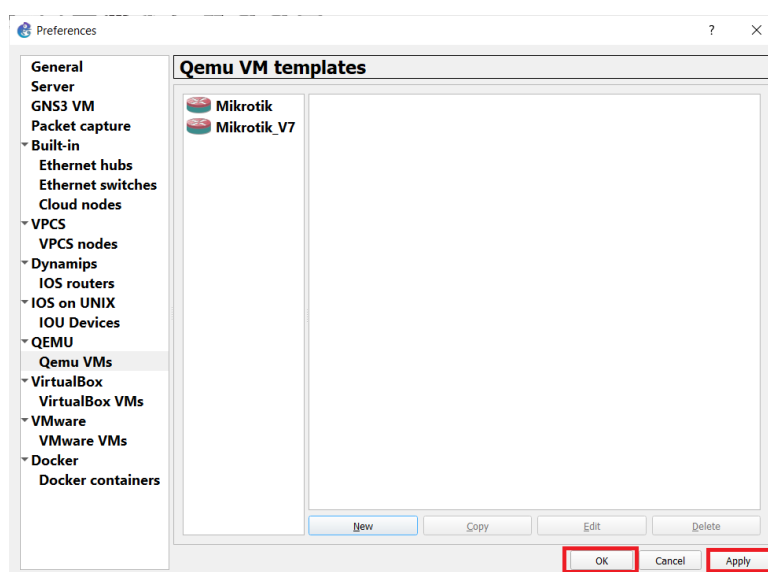 Preferences
?
General
Server
GNS3 VM
Packet capture
Built-in
Ethernet hubs
Ethernet switches
Cloud nodes
VPCS
VPCS nodes
Dynamips
IOS routers
IOS on UNIX
IOU Devices
QEMU
Qemu VMs
VirtualBox
VirtualBox VMs
VMware
VMware VMs
Docker
Docker containers
Qemu VM templates
Mikrotik
Mikrotik_V7
New Copy Edit Delete
OK Cancel Apply